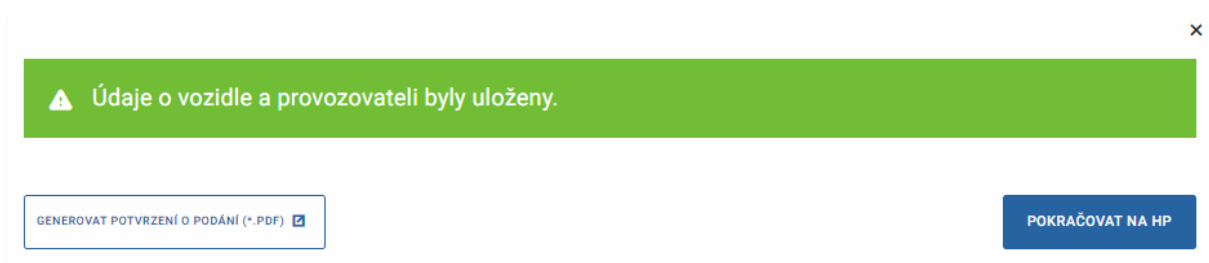 Údaje o vozidle a provozovateli byly uloženy.
GENEROVAT POTVRZENÍ O PODÁNÍ (*.PDF)
POKRAČOVAT NA HP